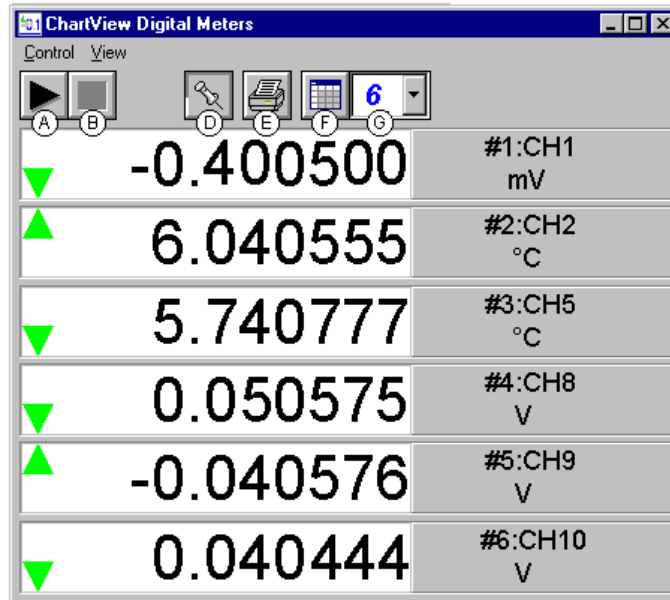 ChartView Digital Meters
Control View
6
A B D E F G
-0.400500
#1:CH1
mV
6.040555
#2:CH2
°C
5.740777
#3:CH5
°C
0.050575
#4:CH8
V
-0.040576
#5:CH9
V
0.040444
#6:CH10
V